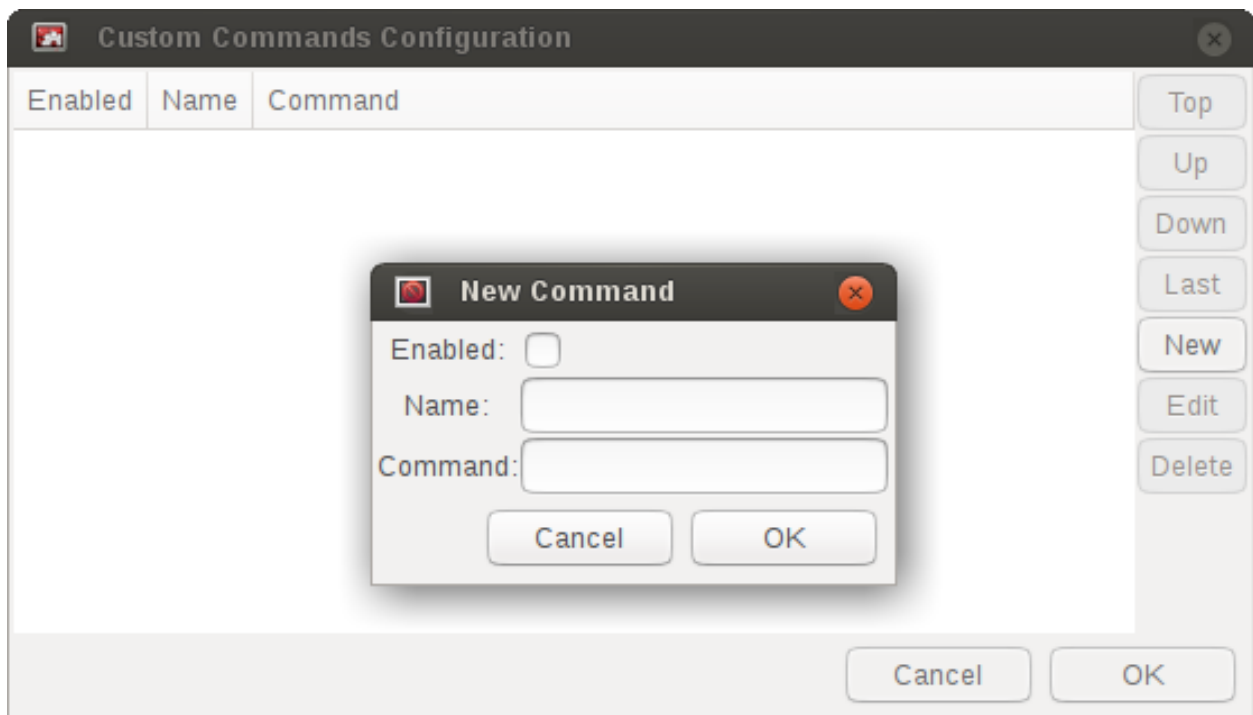 Custom Commands Configuration
Enabled Name Command
Top
Up
Down
Last
New
Edit
Delete
New Command
Enabled:
Name:
Command:
Cancel OK
Cancel OK